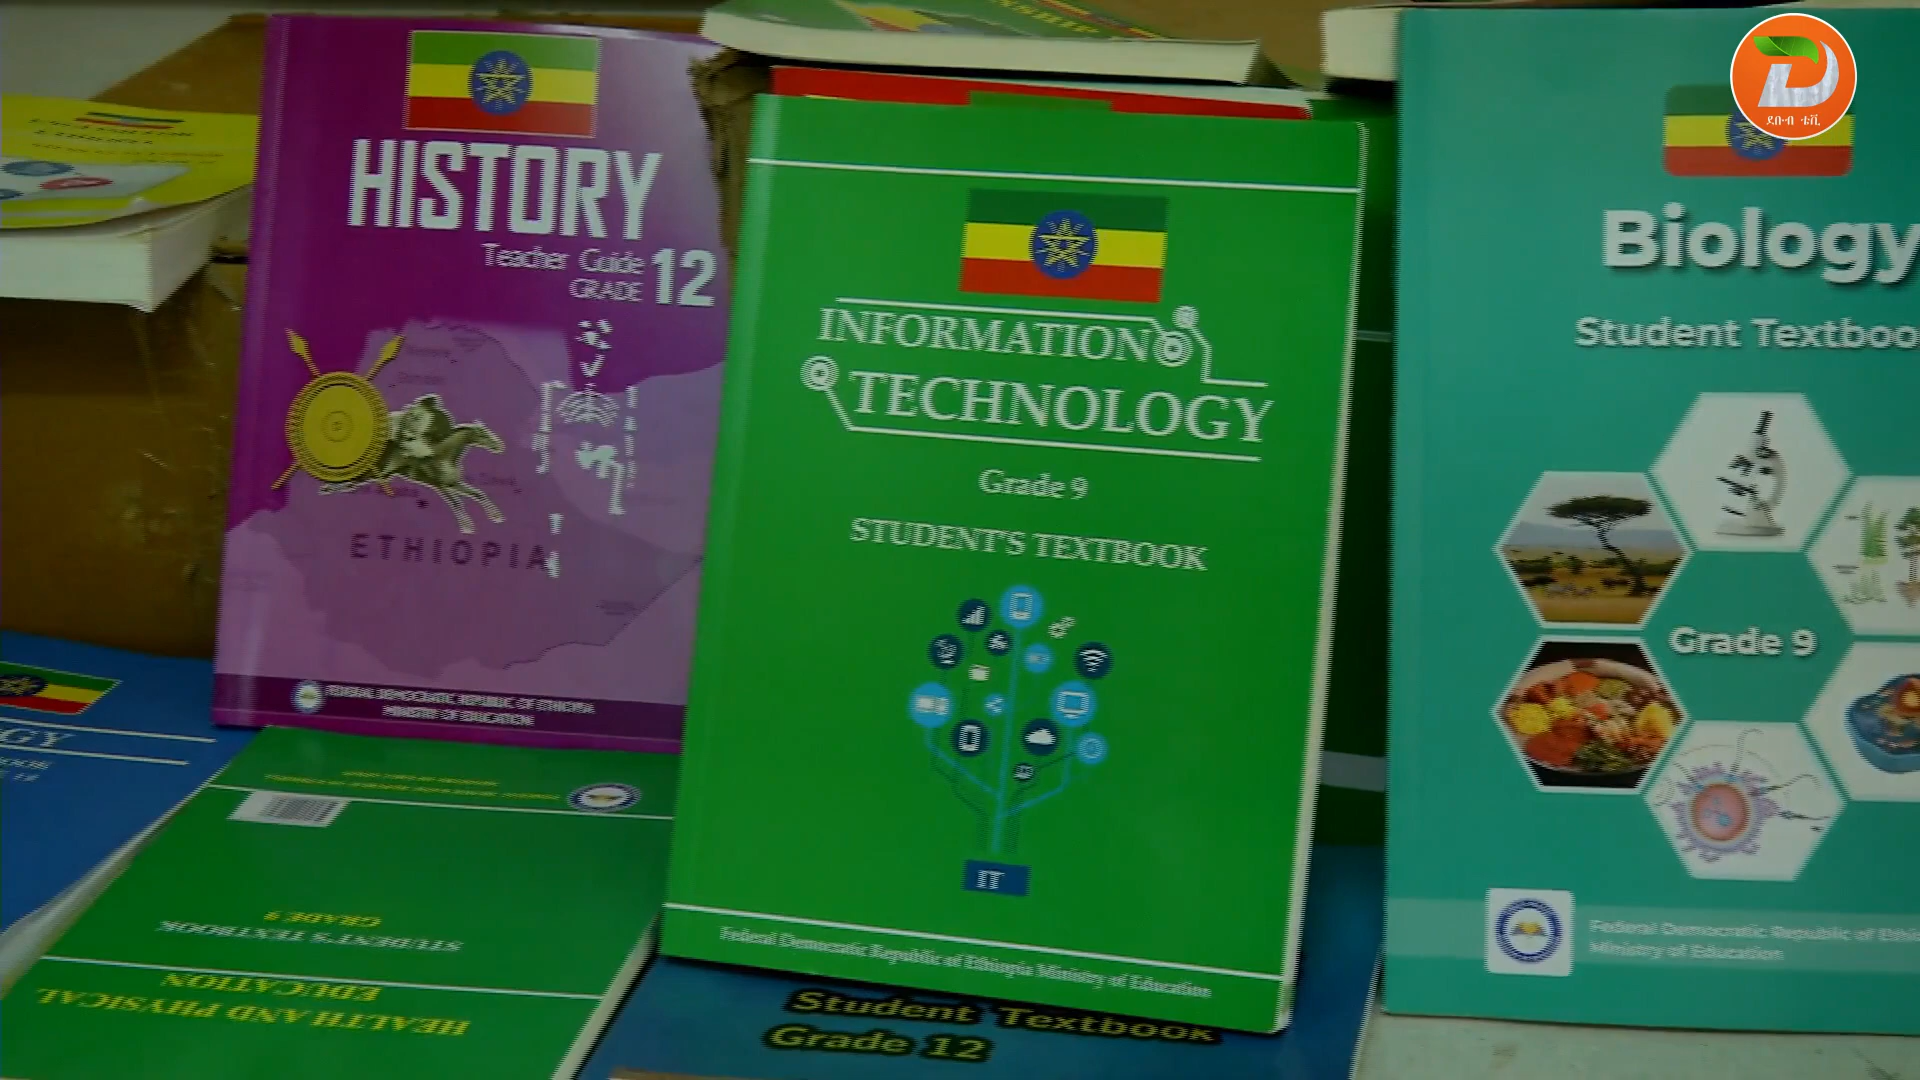 ደቡብ ቴቪ
HISTORY
Teacher Guide
GRADE 12
ETHIOPIA
FEDERAL DEMOCRATIC REPUBLIC OF ETHIOPIA
MINISTRY OF EDUCATION
INFORMATION
TECHNOLOGY
Grade 9
STUDENT'S TEXTBOOK
IT
Federal Democratic Republic of Ethiopia Ministry of Education
Biology
Student Textboo
Grade 9
Federal Democratic Republic of Ethi
Ministry of Education
HEALTH AND PHYSICAL
EDUCATION
STUDENT'S TEXTBOOK
GRADE 9
Student Textbook
Grade 12